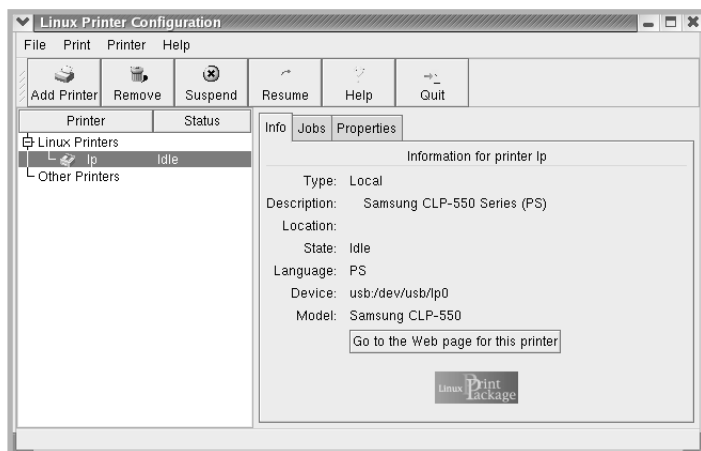 Linux Printer Configuration
File Print Printer Help
Add Printer Remove Suspend Resume Help Quit
Printer Status
Linux Printers
lp Idle
Other Printers
Info Jobs Properties
Information for printer lp
Type: Local
Description: Samsung CLP-550 Series (PS)
Location:
State: Idle
Language: PS
Device: usb:/dev/usb/lp0
Model: Samsung CLP-550
Go to the Web page for this printer
Linux Print Package